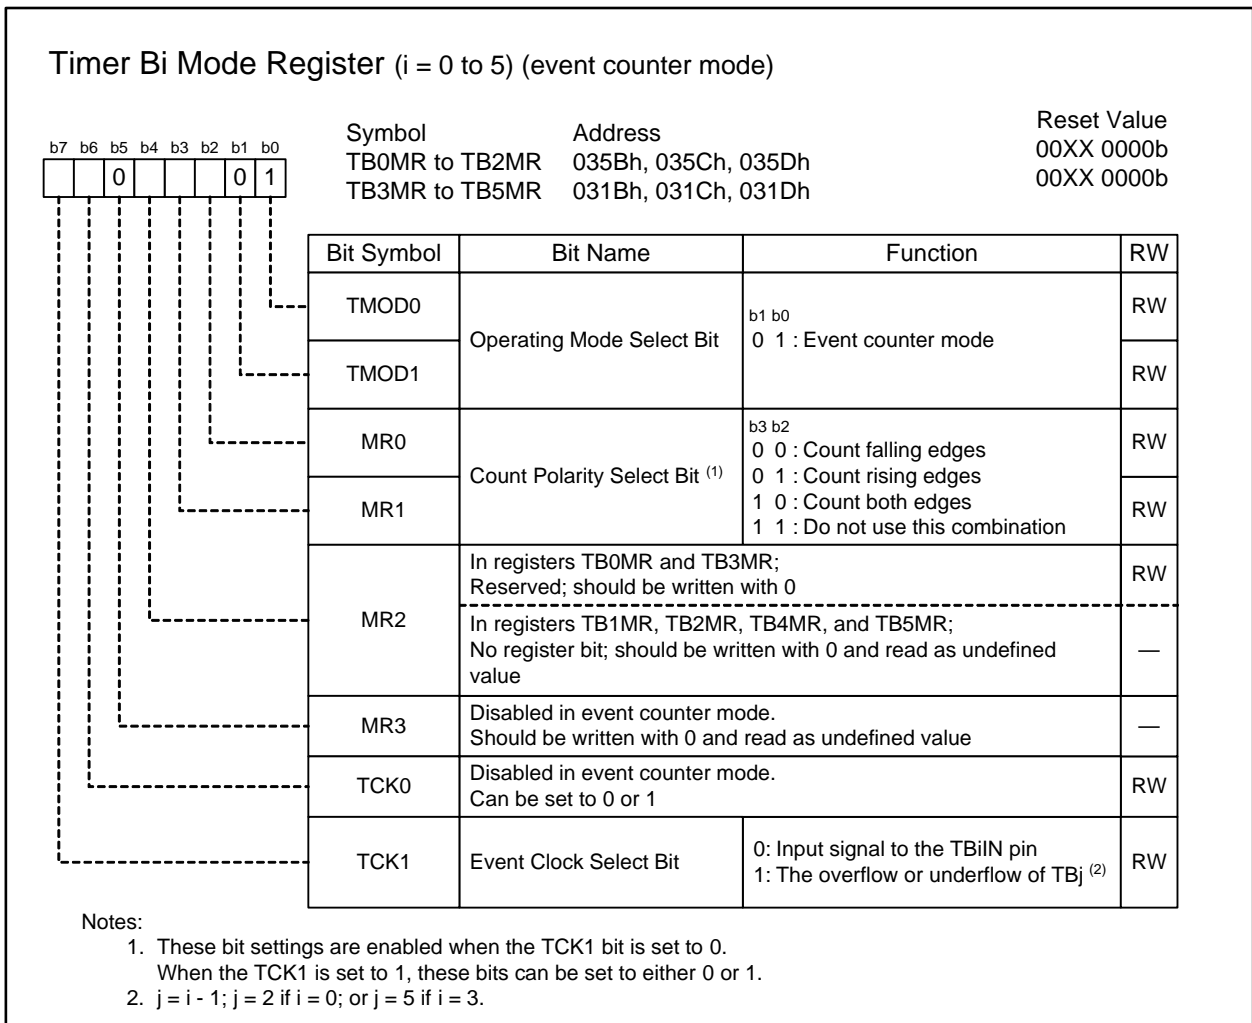 Timer Bi Mode Register (i = 0 to 5) (event counter mode)
b7 b6 b5 b4 b3 b2 b1 b0
0 0 1
Symbol Address Reset Value
TB0MR to TB2MR 035Bh, 035Ch, 035Dh 00XX 0000b
TB3MR to TB5MR 031Bh, 031Ch, 031Dh 00XX 0000b
Bit Symbol Bit Name Function RW
TMOD0 RW
Operating Mode Select Bit
b1 b0
0 1 : Event counter mode
TMOD1 RW
MR0 RW
Count Polarity Select Bit (1)
b3 b2
0 0 : Count falling edges
0 1 : Count rising edges
1 0 : Count both edges
1 1 : Do not use this combination
MR1 RW
MR2
In registers TB0MR and TB3MR;
Reserved; should be written with 0
RW
In registers TB1MR, TB2MR, TB4MR, and TB5MR;
No register bit; should be written with 0 and read as undefined
value
—
MR3
Disabled in event counter mode.
Should be written with 0 and read as undefined value
—
TCK0
Disabled in event counter mode.
Can be set to 0 or 1
RW
TCK1
Event Clock Select Bit
0: Input signal to the TBiIN pin
1: The overflow or underflow of TBj (2)
RW
Notes:
1. These bit settings are enabled when the TCK1 bit is set to 0.
When the TCK1 is set to 1, these bits can be set to either 0 or 1.
2. j = i - 1; j = 2 if i = 0; or j = 5 if i = 3.